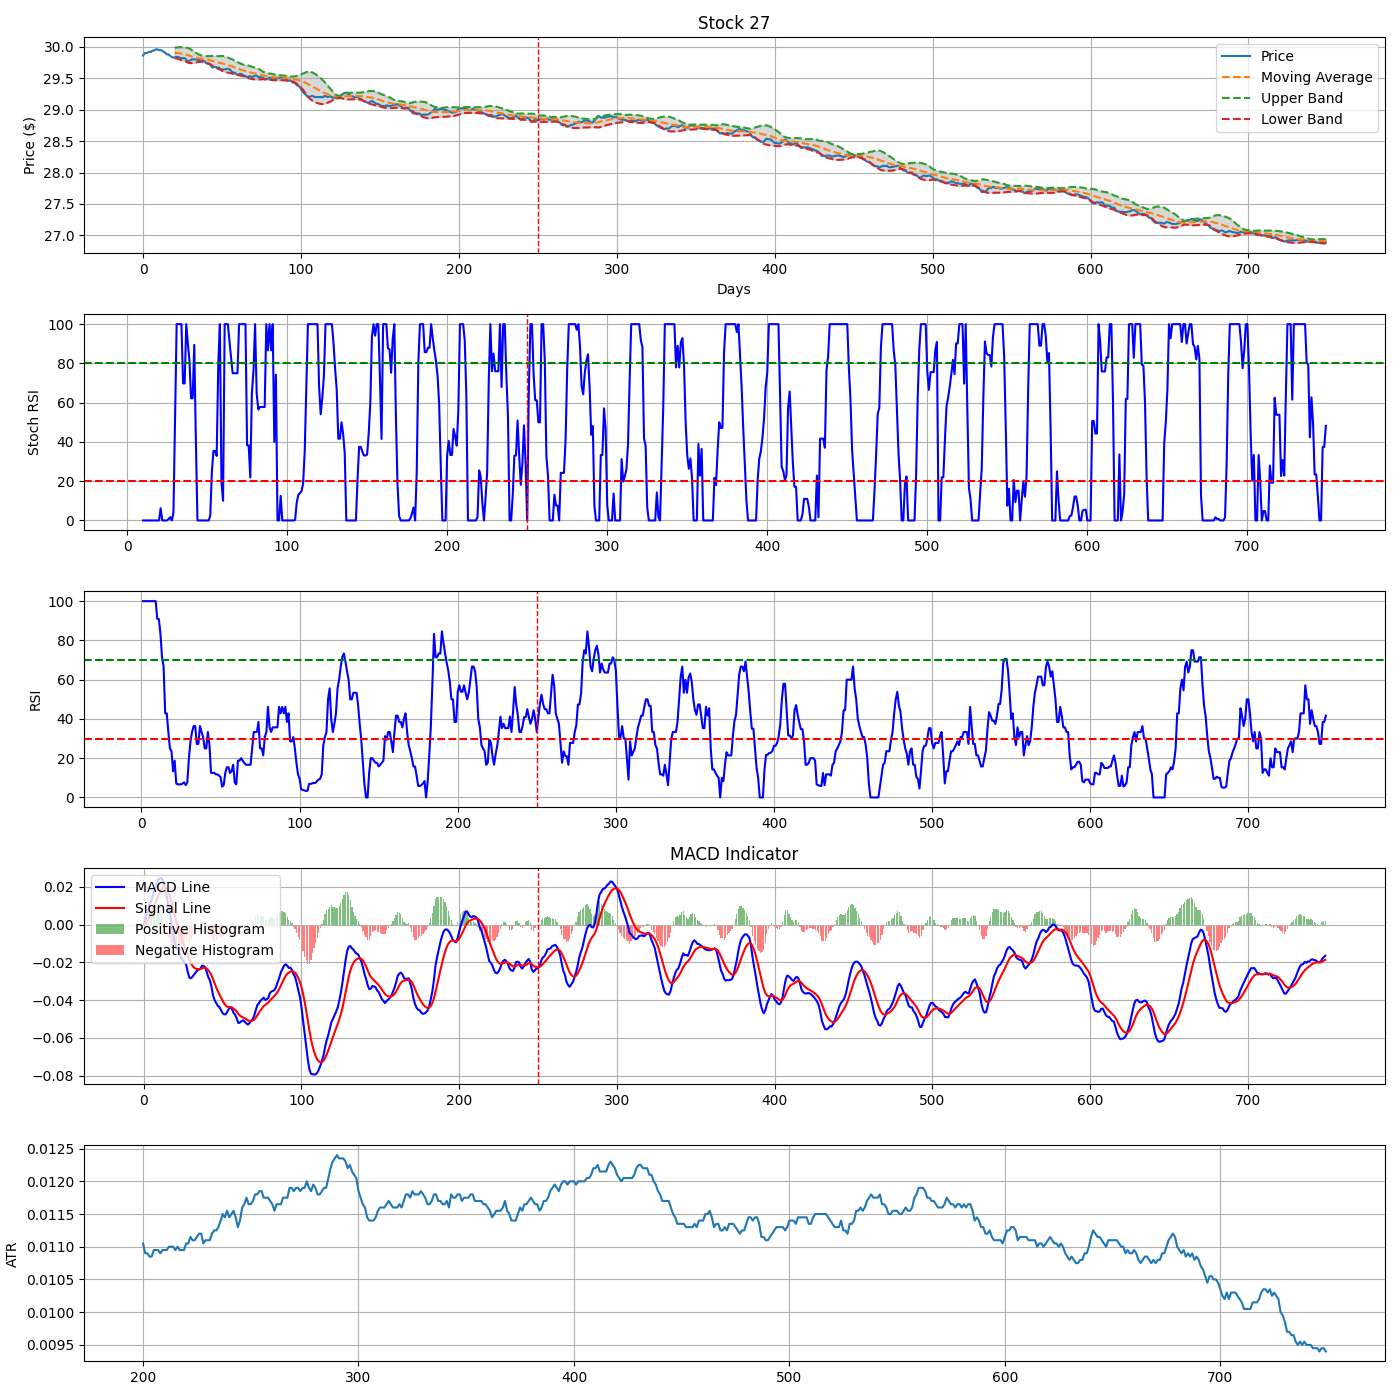 Stock 27
30.0
29.5
29.0
28.5
28.0
27.5
27.0
Price ($)
Price
Moving Average
Upper Band
Lower Band
0 100 200 300 400 500 600 700
Days
100
80
60
40
20
0
Stoch RSI
0 100 200 300 400 500 600 700
100
80
60
40
20
0
RSI
0 100 200 300 400 500 600 700
MACD Indicator
0.02
0.00
−0.02
−0.04
−0.06
−0.08
MACD Line
Signal Line
Positive Histogram
Negative Histogram
0 100 200 300 400 500 600 700
0.0125
0.0120
0.0115
0.0110
0.0105
0.0100
0.0095
ATR
200 300 400 500 600 700